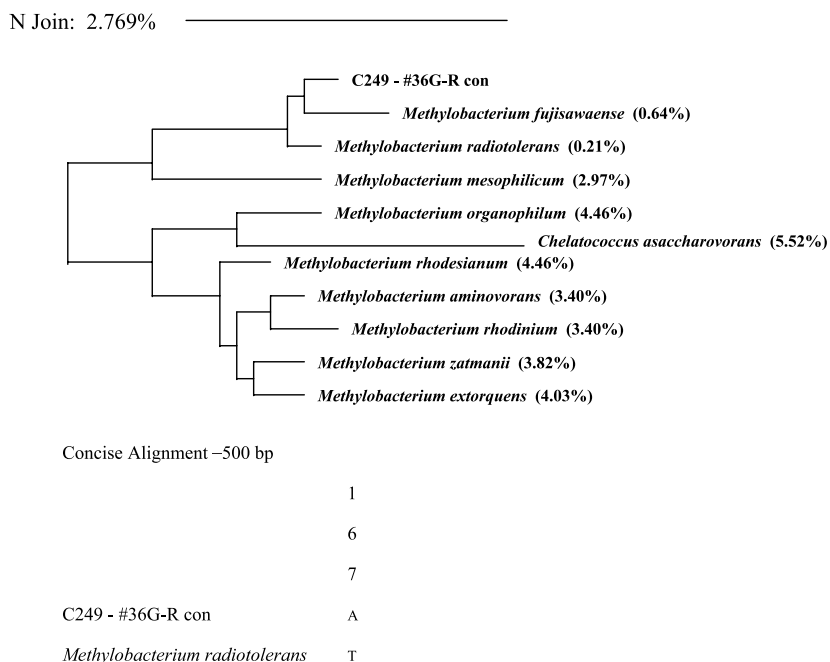 N Join: 2.769%
C249 - #36G-R con
Methylobacterium fujisawaense (0.64%)
Methylobacterium radiotolerans (0.21%)
Methylobacterium mesophilicum (2.97%)
Methylobacterium organophilum (4.46%)
Chelatococcus asaccharovorans (5.52%)
Methylobacterium rhodesianum (4.46%)
Methylobacterium aminovorans (3.40%)
Methylobacterium rhodinium (3.40%)
Methylobacterium zatmanii (3.82%)
Methylobacterium extorquens (4.03%)
Concise Alignment –500 bp
1
6
7
C249 - #36G-R con A
Methylobacterium radiotolerans T